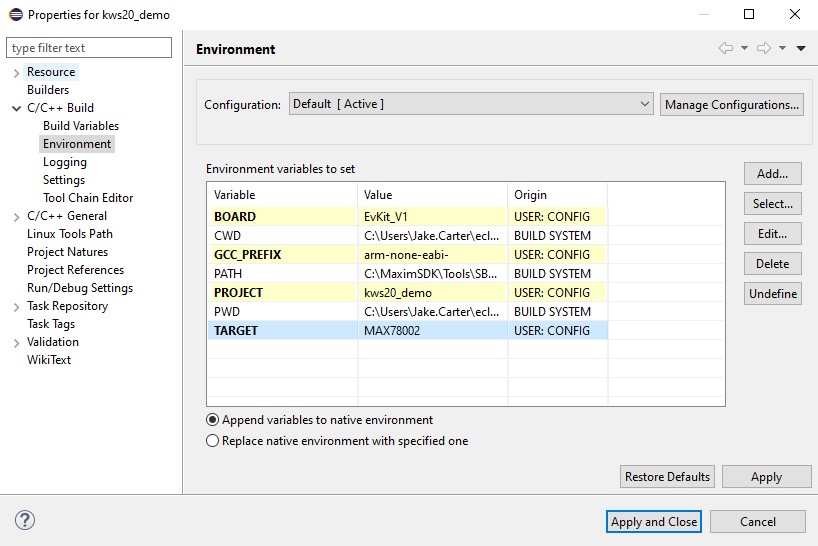 Properties for kws20_demo
type filter text
Resource
Builders
C/C++ Build
Build Variables
Environment
Logging
Settings
Tool Chain Editor
C/C++ General
Linux Tools Path
Project Natures
Project References
Run/Debug Settings
Task Repository
Task Tags
Validation
WikiText
Environment
Configuration: Default [ Active ] Manage Configurations...
Environment variables to set
Variable Value Origin
BOARD EvKit_V1 USER: CONFIG
CWD C:\Users\Jake.Carter\ecl... BUILD SYSTEM
GCC_PREFIX arm-none-eabi- USER: CONFIG
PATH C:\MaximSDK\Tools\SB... BUILD SYSTEM
PROJECT kws20_demo USER: CONFIG
PWD C:\Users\Jake.Carter\ecl... BUILD SYSTEM
TARGET MAX78002 USER: CONFIG
Add...
Select...
Edit...
Delete
Undefine
Append variables to native environment
Replace native environment with specified one
Restore Defaults Apply
? Apply and Close Cancel